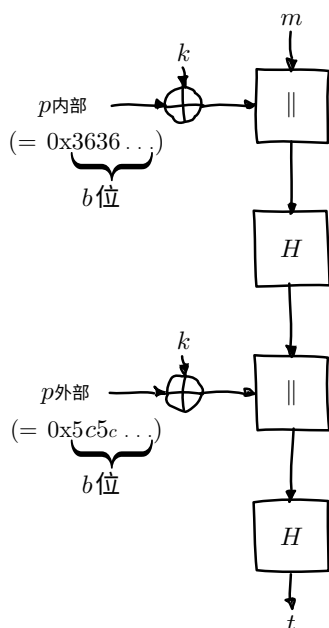 m
k
p内部
‖
(= 0x3636 . . .)
b位
H
k
p外部
‖
(= 0x5c5c . . .)
b位
H
t